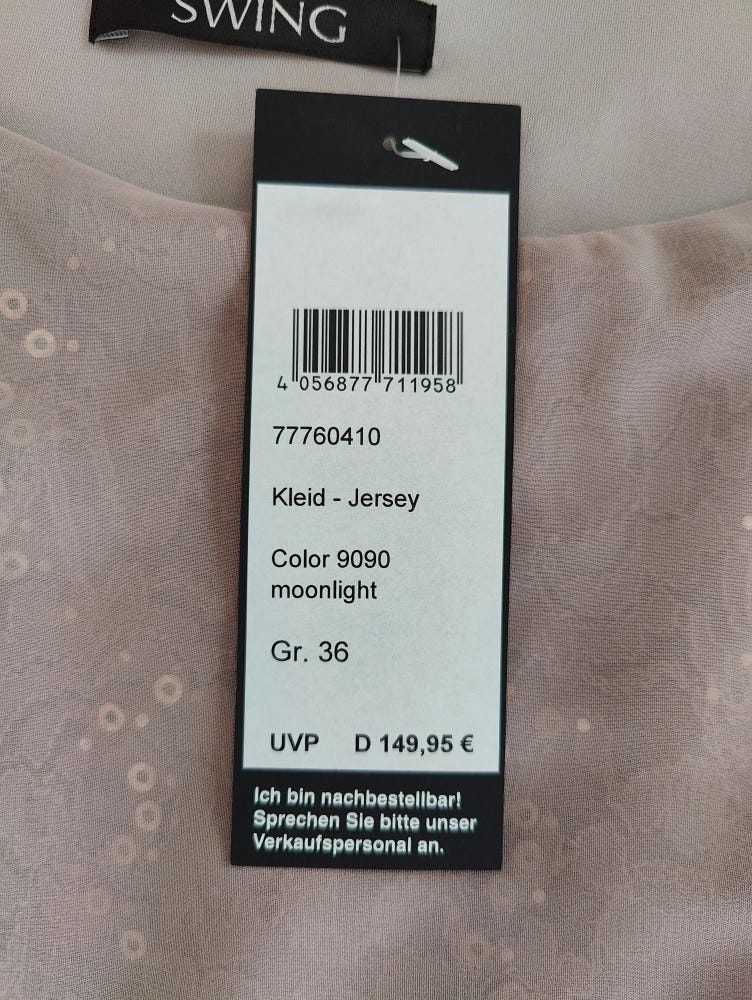 SWING
4 056877 711958
77760410
Kleid - Jersey
Color 9090
moonlight
Gr. 36
UVP D 149,95 €
Ich bin nachbestellbar!
Sprechen Sie bitte unser
Verkaufspersonal an.